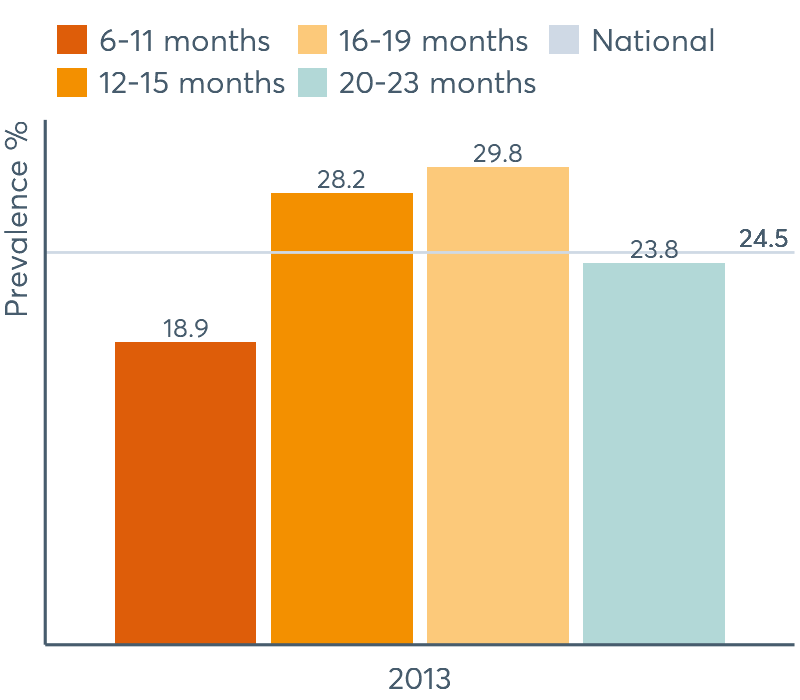 6-11 months
16-19 months
National
12-15 months
20-23 months
Prevalence %
18.9
28.2
29.8
23.8
24.5
2013